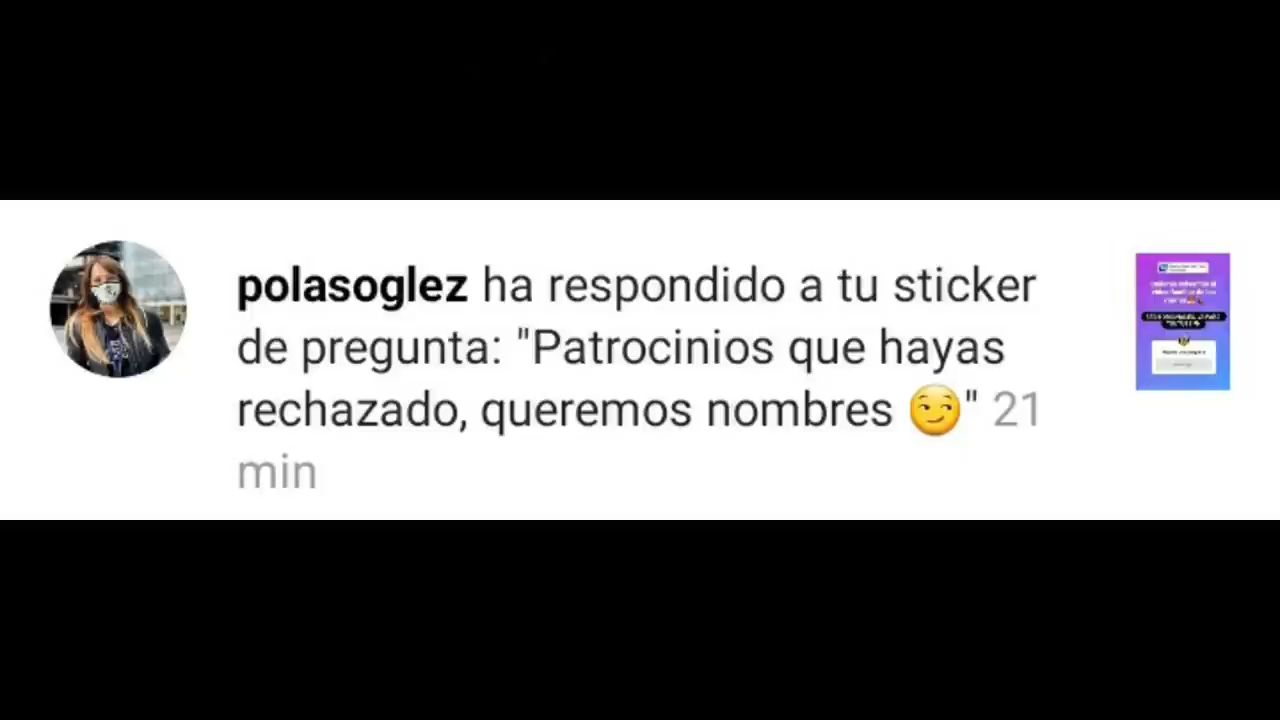 polasoglez ha respondido a tu sticker
de pregunta: "Patrocinios que hayas
rechazado, queremos nombres 😏" 21
min